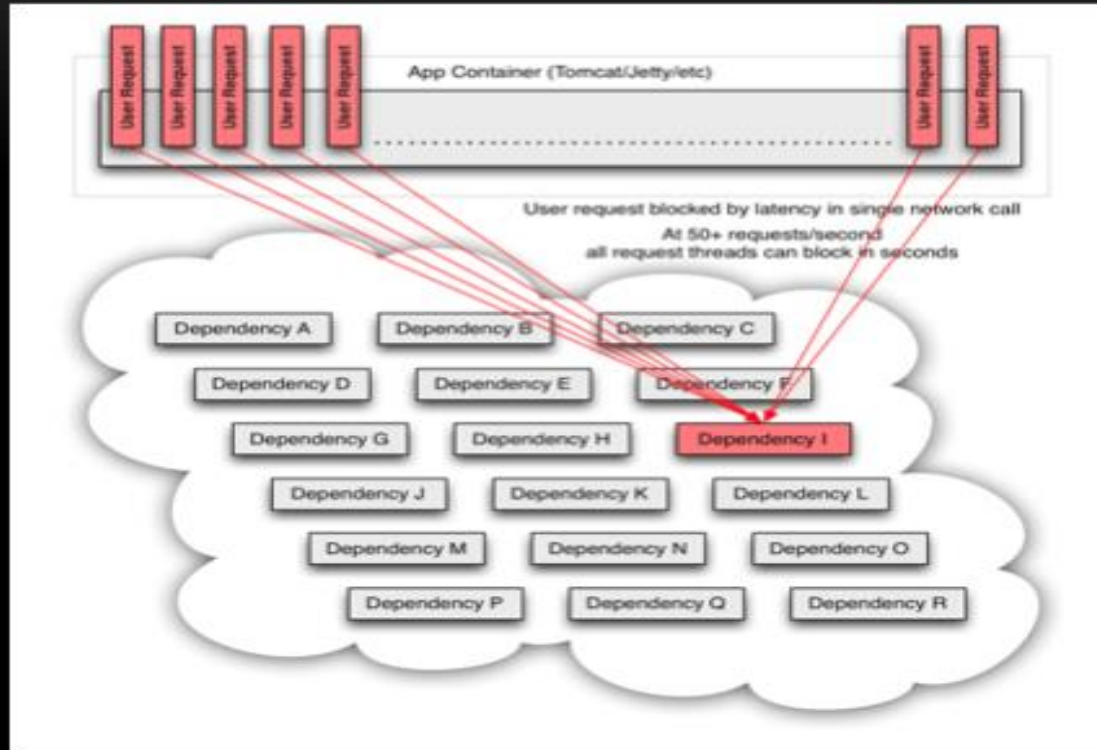 User Request
User Request
User Request
User Request
User Request
User Request
User Request
App Container (Tomcat/Jetty/etc)
User request blocked by latency in single network call
At 50+ requests/second
all request threads can block in seconds
Dependency A
Dependency B
Dependency C
Dependency D
Dependency E
Dependency F
Dependency G
Dependency H
Dependency I
Dependency J
Dependency K
Dependency L
Dependency M
Dependency N
Dependency O
Dependency P
Dependency Q
Dependency R